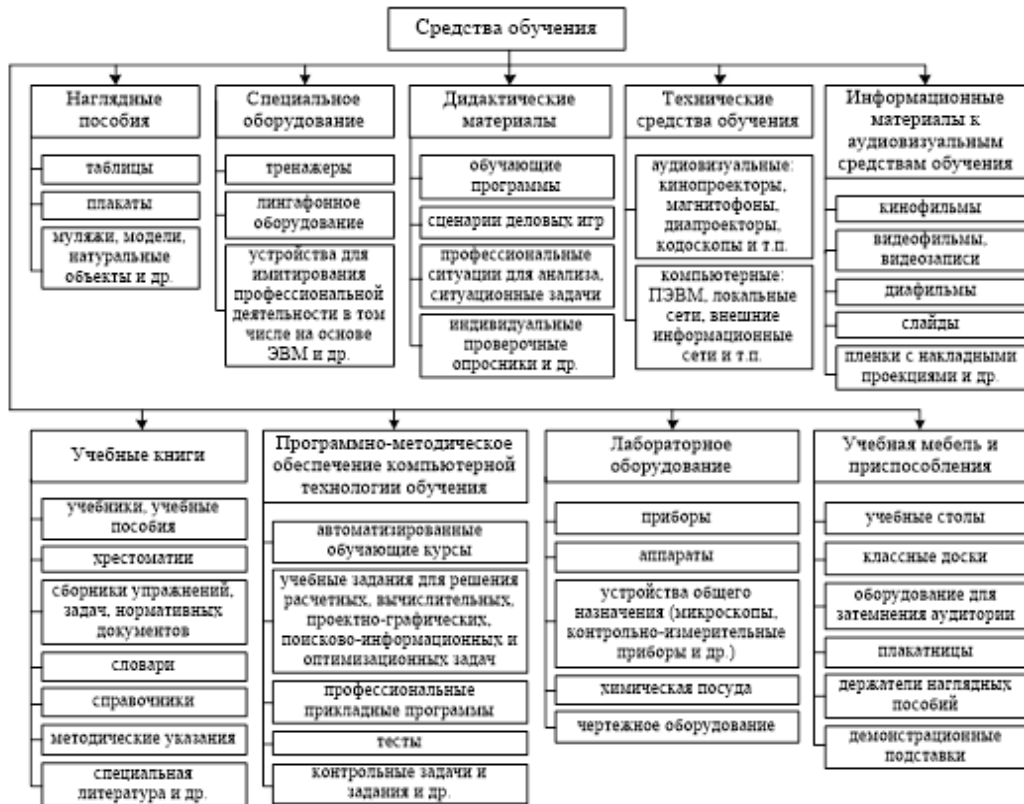 Средства обучения
Наглядные
пособия
таблицы
плакаты
муляжи, модели,
натуральные
объекты и др.
Специальное
оборудование
тренажеры
лингафонное
оборудование
устройства для
имитирования
профессиональной
деятельности в том
числе на основе
ЭВМ и др.
Дидактические
материалы
обучающие
программы
сценарии деловых игр
профессиональные
ситуации для анализа,
ситуационные задачи
индивидуальные
проверочные
опросники и др.
Технические
средства обучения
аудиовизуальные:
кинопроекторы,
магнитофоны,
диапроекторы,
кодоскопы и т.п.
компьютерные:
ПЭВМ, локальные
сети, внешние
информационные
сети и т.п.
Информационные
материалы к
аудиовизуальным
средствам обучения
кинофильмы
видеофильмы,
видеозаписи
диафильмы
слайды
пленки с накладными
проекциями и др.
Учебные книги
учебники, учебные
пособия
хрестоматии
сборники упражнений,
задач, нормативных
документов
словари
справочники
методические указания
специальная
литература и др.
Программно-методическое
обеспечение компьютерной
технологии обучения
автоматизированные
обучающие курсы
учебные задания для решения
расчетных, вычислительных,
проектно-графических,
поисково-информационных и
оптимизационных задач
профессиональные
прикладные программы
тесты
контрольные задачи и
задания и др.
Лабораторное
оборудование
приборы
аппараты
устройства общего
назначения (микроскопы,
контрольно-измерительные
приборы и др.)
химическая посуда
чертежное оборудование
Учебная мебель и
приспособления
учебные столы
классные доски
оборудование для
затемнения аудитории
плакатницы
держатели наглядных
пособий
демонстрационные
подставки